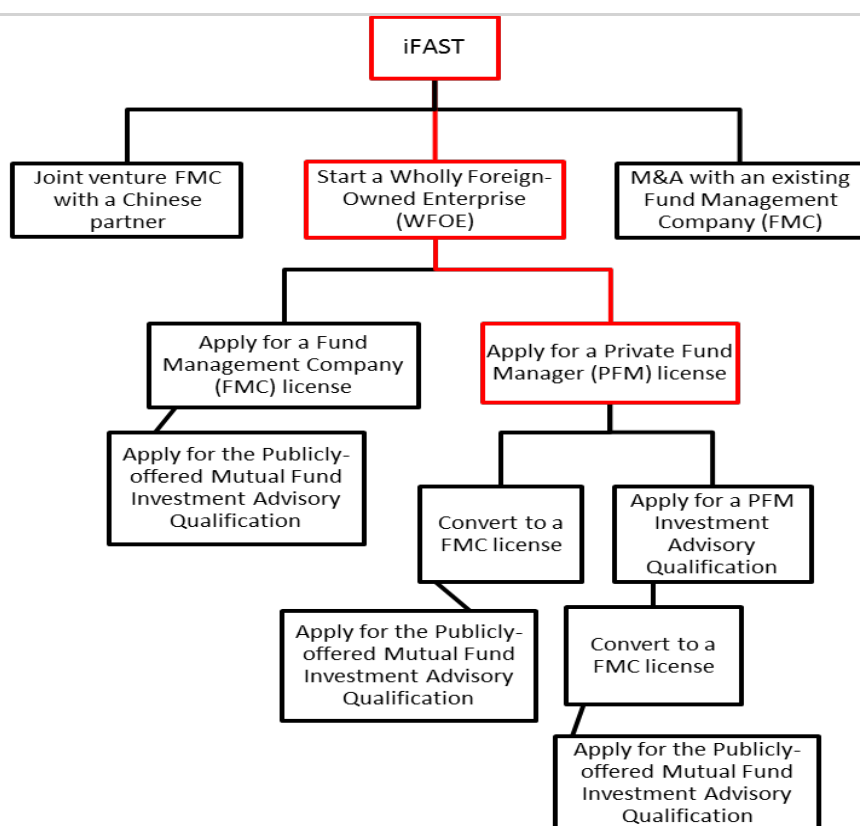 iFAST
Joint venture FMC
with a Chinese
partner
Start a Wholly Foreign-
Owned Enterprise
(WFOE)
M&A with an existing
Fund Management
Company (FMC)
Apply for a Fund
Management Company
(FMC) license
Apply for a Private Fund
Manager (PFM) license
Apply for the Publicly-
offered Mutual Fund
Investment Advisory
Qualification
Convert to a
FMC license
Apply for a PFM
Investment
Advisory
Qualification
Apply for the Publicly-
offered Mutual Fund
Investment Advisory
Qualification
Convert to a
FMC license
Apply for the Publicly-
offered Mutual Fund
Investment Advisory
Qualification